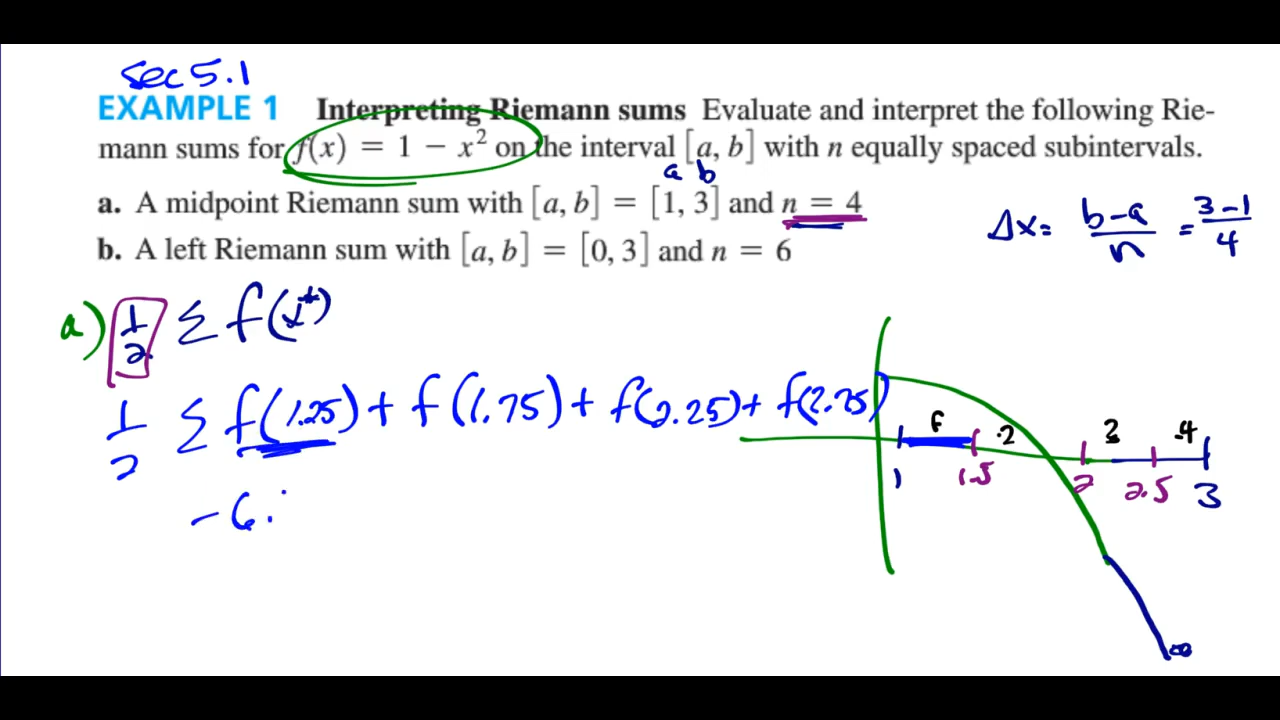 Sec 5.1
EXAMPLE 1 Interpreting Riemann sums Evaluate and interpret the following Rie-
mann sums for f(x) = 1 − x² on the interval [a, b] with n equally spaced subintervals.
a b
a. A midpoint Riemann sum with [a, b] = [1, 3] and n = 4
b. A left Riemann sum with [a, b] = [0, 3] and n = 6
Δx = b-a/n = 3-1/4
a) 1/2 Σ f(x*)
1/2 Σ f(1.25) + f(1.75) + f(2.25) + f(2.75)
-6.
.2 3 .4
1 1.5 2 2.5 3